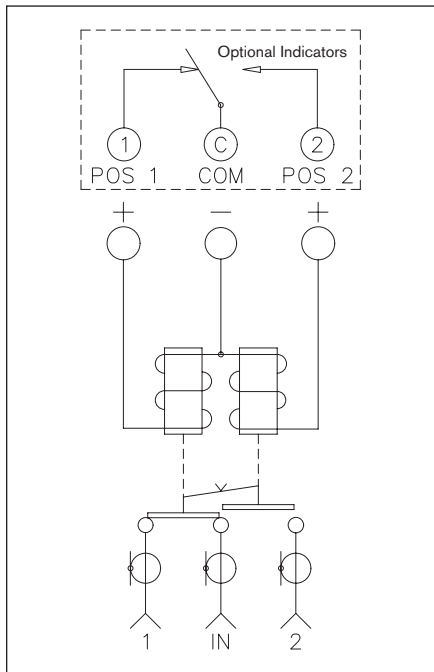 Optional Indicators
1 C 2
POS 1 COM POS 2
+ − +
1 IN 2